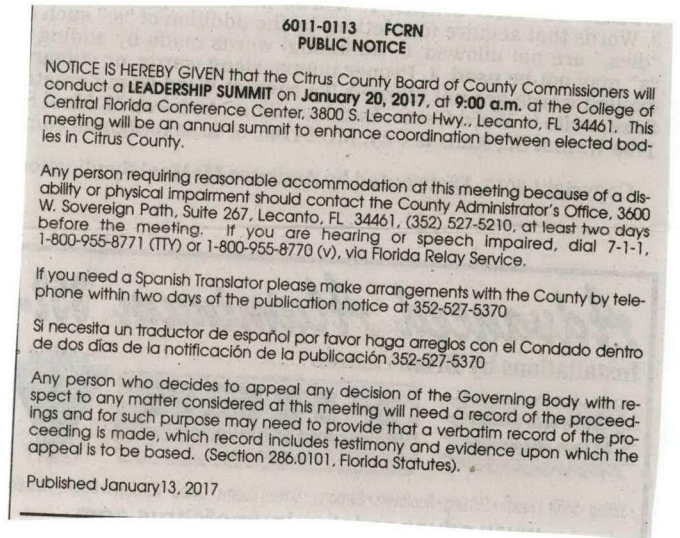 6011-0113 FCRN
PUBLIC NOTICE
NOTICE IS HEREBY GIVEN that the Citrus County Board of County Commissioners will
conduct a LEADERSHIP SUMMIT on January 20, 2017, at 9:00 a.m. at the College of
Central Florida Conference Center, 3800 S. Lecanto Hwy., Lecanto, FL 34461. This
meeting will be an annual summit to enhance coordination between elected bod-
ies in Citrus County.
Any person requiring reasonable accommodation at this meeting because of a dis-
ability or physical impairment should contact the County Administrator's Office, 3600
W. Sovereign Path, Suite 267, Lecanto, FL 34461, (352) 527-5210, at least two days
before the meeting. If you are hearing or speech impaired, dial 7-1-1,
1-800-955-8771 (TTY) or 1-800-955-8770 (v), via Florida Relay Service.
If you need a Spanish Translator please make arrangements with the County by tele-
phone within two days of the publication notice at 352-527-5370
Si necesita un traductor de español por favor haga arreglos con el Condado dentro
de dos días de la notificación de la publicación 352-527-5370
Any person who decides to appeal any decision of the Governing Body with re-
spect to any matter considered at this meeting will need a record of the proceed-
ings and for such purpose may need to provide that a verbatim record of the pro-
ceeding is made, which record includes testimony and evidence upon which the
appeal is to be based. (Section 286.0101, Florida Statutes).
Published January13, 2017